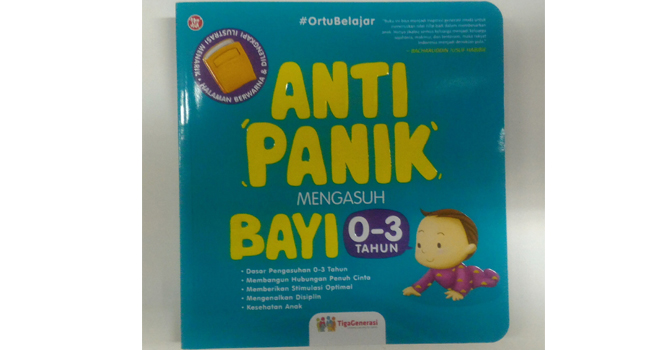 #OrtuBelajar
HALAMAN BERWARNA & DILENGKAPI ILUSTRASI MENARIK
ANTI
PANIK
MENGASUH
BAYI 0-3
TAHUN
• Dasar Pengasuhan 0-3 Tahun
• Membangun Hubungan Penuh Cinta
• Memberikan Stimulasi Optimal
• Mengenalkan Disiplin
• Kesehatan Anak
TigaGenerasi